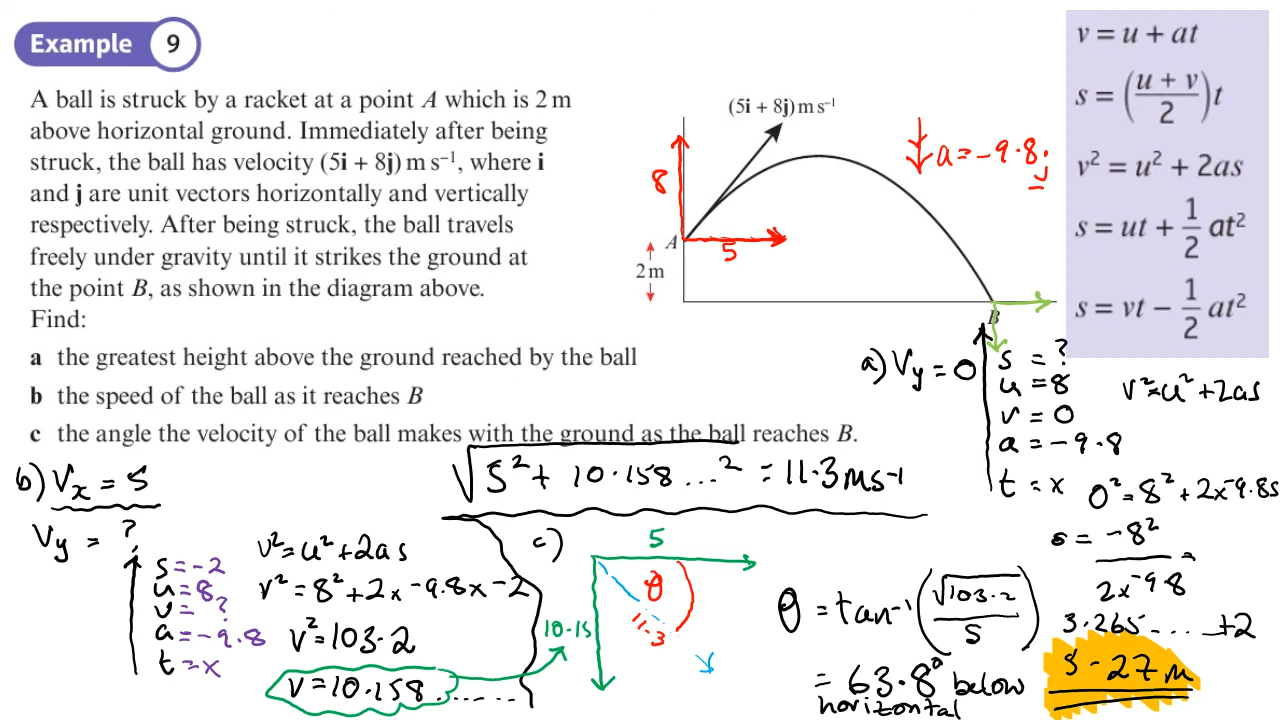 Example 9
A ball is struck by a racket at a point A which is 2 m
above horizontal ground. Immediately after being
struck, the ball has velocity (5i + 8j) m s⁻¹, where i
and j are unit vectors horizontally and vertically
respectively. After being struck, the ball travels
freely under gravity until it strikes the ground at
the point B, as shown in the diagram above.
Find:
a the greatest height above the ground reached by the ball
b the speed of the ball as it reaches B
c the angle the velocity of the ball makes with the ground as the ball reaches B.
(5i + 8j) m s⁻¹
a = -9.8j
8
A
5
2 m
B
v = u + at
s = (u + v / 2) t
v² = u² + 2as
s = ut + 1/2 at²
s = vt − 1/2 at²
a) Vy = 0
s = ?
u = 8
v = 0
a = -9.8
t = x
v² = u² + 2as
0² = 8² + 2x-9.8s
s = -8² / 2x-9.8 =
3.265.... +2
5.27m
b) Vx = 5
Vy = ?
s = -2
u = 8
v = ?
a = -9.8
t = x
v² = u² + 2as
v² = 8² + 2x -9.8x -2
v² = 103.2
v = 10.158.......
√5² + 10.158...² = 11.3ms-1
c)
5
θ
11.3
10.15
θ = tan⁻¹(√103.2 / 5)
= 63.8° below
horizontal